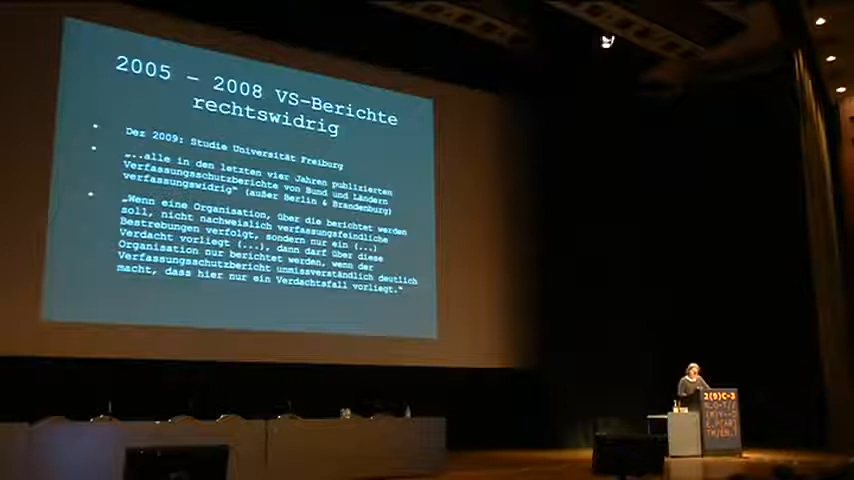 2005 – 2008 VS-Berichte
rechtswidrig
Dez 2009: Studie Universität Freiburg
„…alle in den letzten vier Jahren publizierten
Verfassungsschutzberichte von Bund und Ländern
verfassungswidrig“ (außer Berlin & Brandenburg)
„Wenn eine Organisation, über die berichtet werden
soll, nicht nachweislich verfassungsfeindliche
Bestrebungen verfolgt, sondern nur ein (...)
Verdacht vorliegt (...), dann darf über diese
Organisation nur berichtet werden, wenn der
Verfassungsschutzbericht unmissverständlich deutlich
macht, dass hier nur ein Verdachtsfall vorliegt.“
2(9)C-3